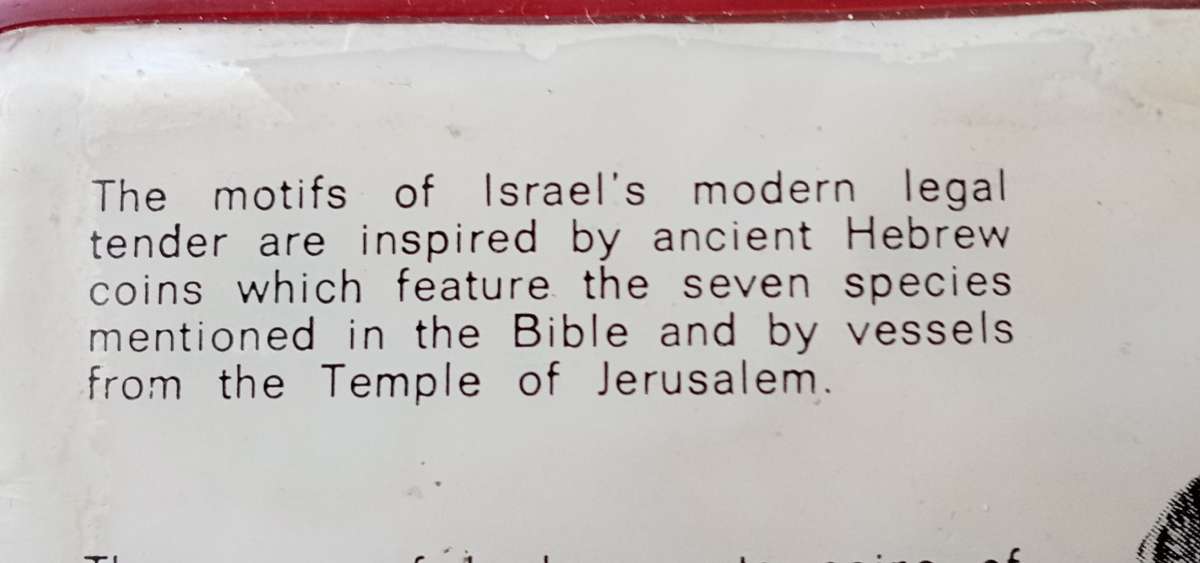 The motifs of Israel's modern legal
tender are inspired by ancient Hebrew
coins which feature the seven species
mentioned in the Bible and by vessels
from the Temple of Jerusalem.